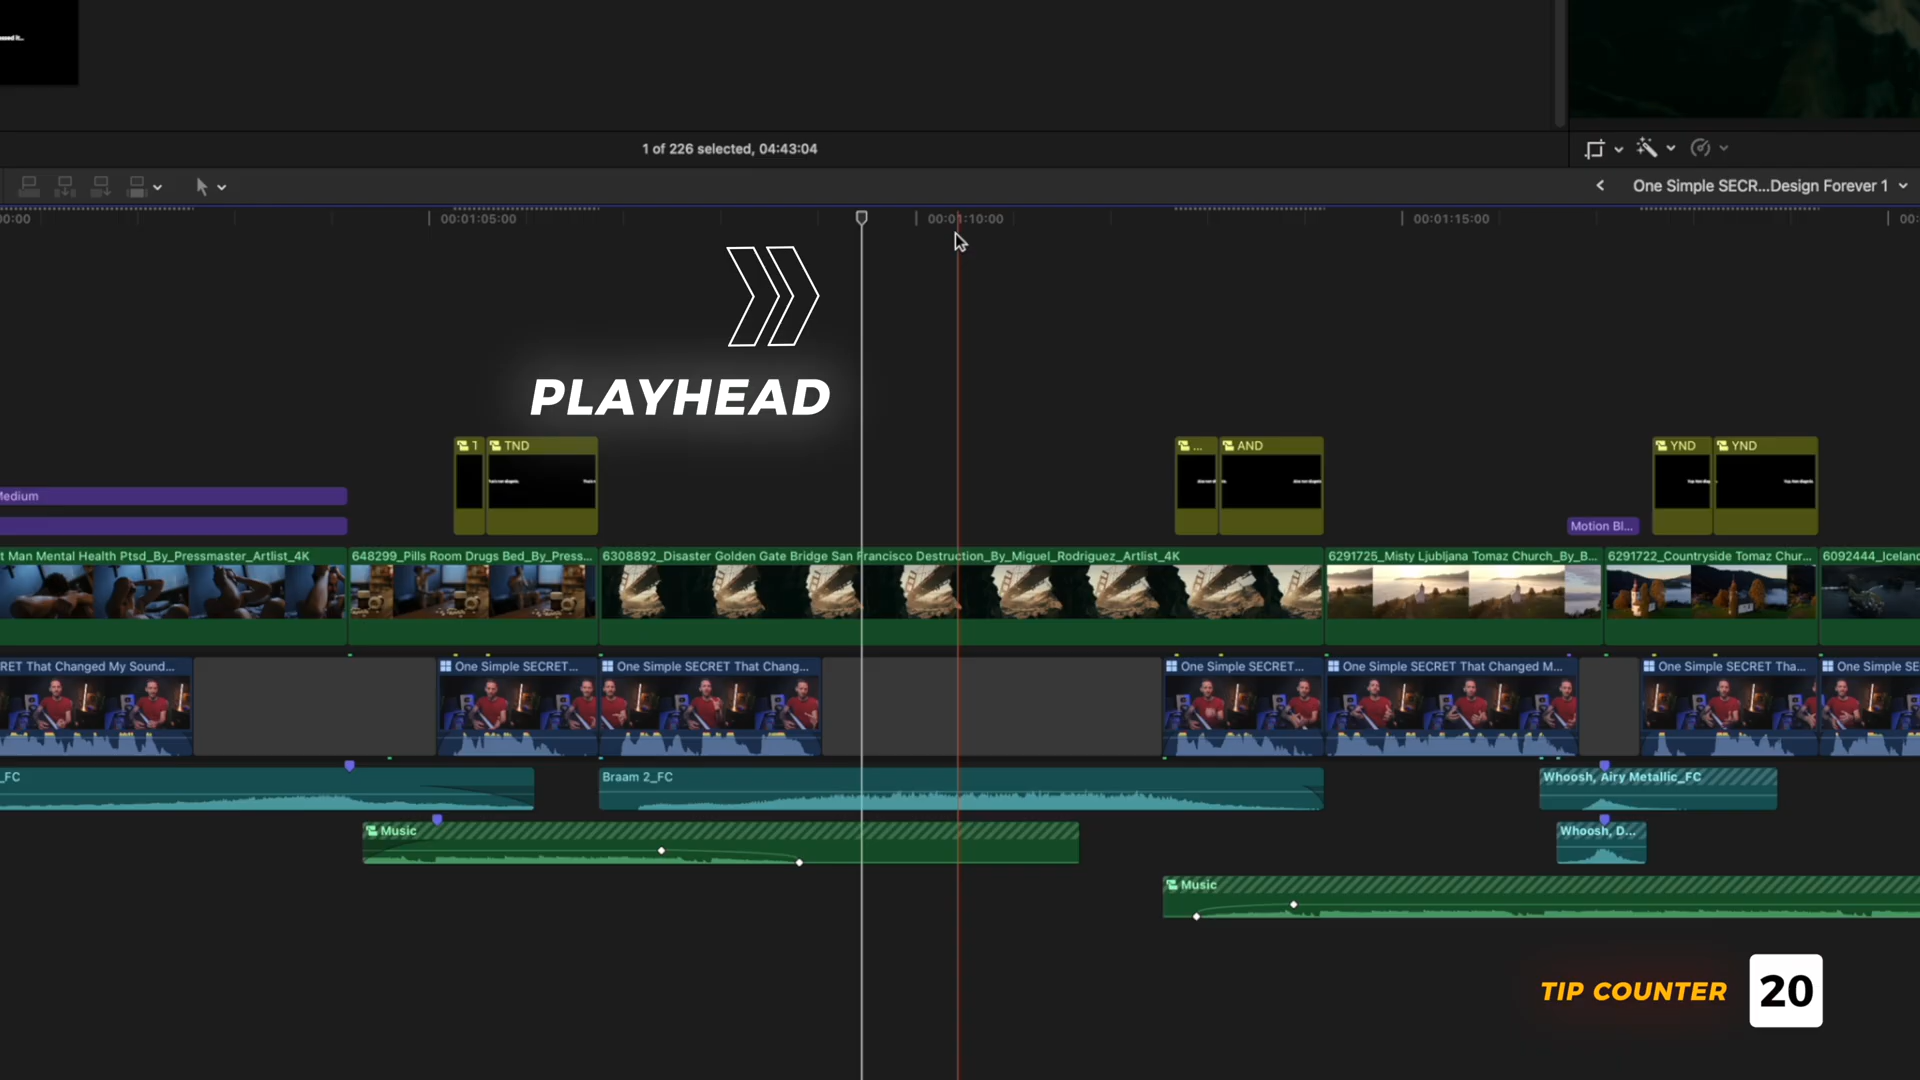 1 of 226 selected, 04:43:04
One Simple SECR...Design Forever 1
00:00
00:01:05:00
00:01:10:00
00:01:15:00
00:
PLAYHEAD
T
TND
...
AND
YND
YND
Medium
Motion Bl...
t Man Mental Health Ptsd_By_Pressmaster_Artlist_4K
648299_Pills Room Drugs Bed_By_Press...
6308892_Disaster Golden Gate Bridge San Francisco Destruction_By_Miguel_Rodriguez_Artlist_4K
6291725_Misty Ljubljana Tomaz Church_By_B...
6291722_Countryside Tomaz Chur...
6092444_Iceland
RET That Changed My Sound...
One Simple SECRET...
One Simple SECRET That Chang...
One Simple SECRET...
One Simple SECRET That Changed M...
One Simple SECRET Tha...
One Simple SE
_FC
Braam 2_FC
Whoosh, Airy Metallic_FC
Music
Whoosh, D...
Music
TIP COUNTER
20